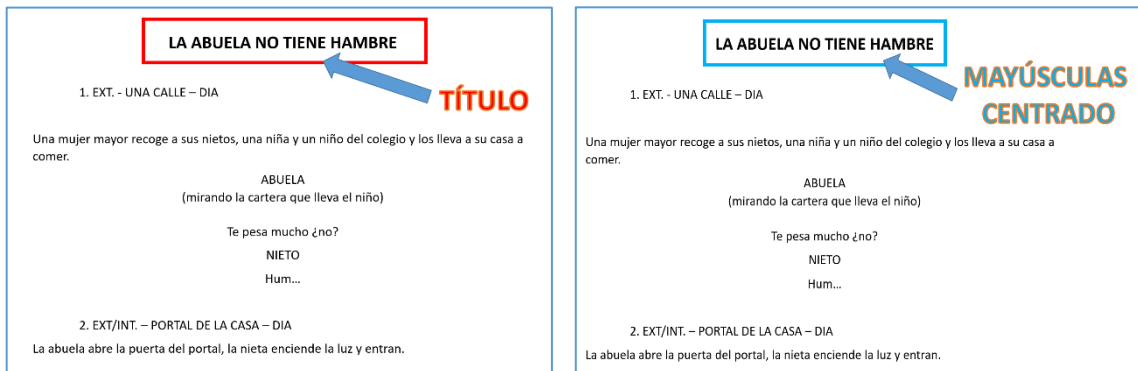 LA ABUELA NO TIENE HAMBRE
TÍTULO
1. EXT. - UNA CALLE – DIA
Una mujer mayor recoge a sus nietos, una niña y un niño del colegio y los lleva a su casa a
comer.
ABUELA
(mirando la cartera que lleva el niño)
Te pesa mucho ¿no?
NIETO
Hum...
2. EXT/INT. – PORTAL DE LA CASA – DIA
La abuela abre la puerta del portal, la nieta enciende la luz y entran.
LA ABUELA NO TIENE HAMBRE
MAYÚSCULAS
CENTRADO
1. EXT. - UNA CALLE – DIA
Una mujer mayor recoge a sus nietos, una niña y un niño del colegio y los lleva a su casa a
comer.
ABUELA
(mirando la cartera que lleva el niño)
Te pesa mucho ¿no?
NIETO
Hum...
2. EXT/INT. – PORTAL DE LA CASA – DIA
La abuela abre la puerta del portal, la nieta enciende la luz y entran.